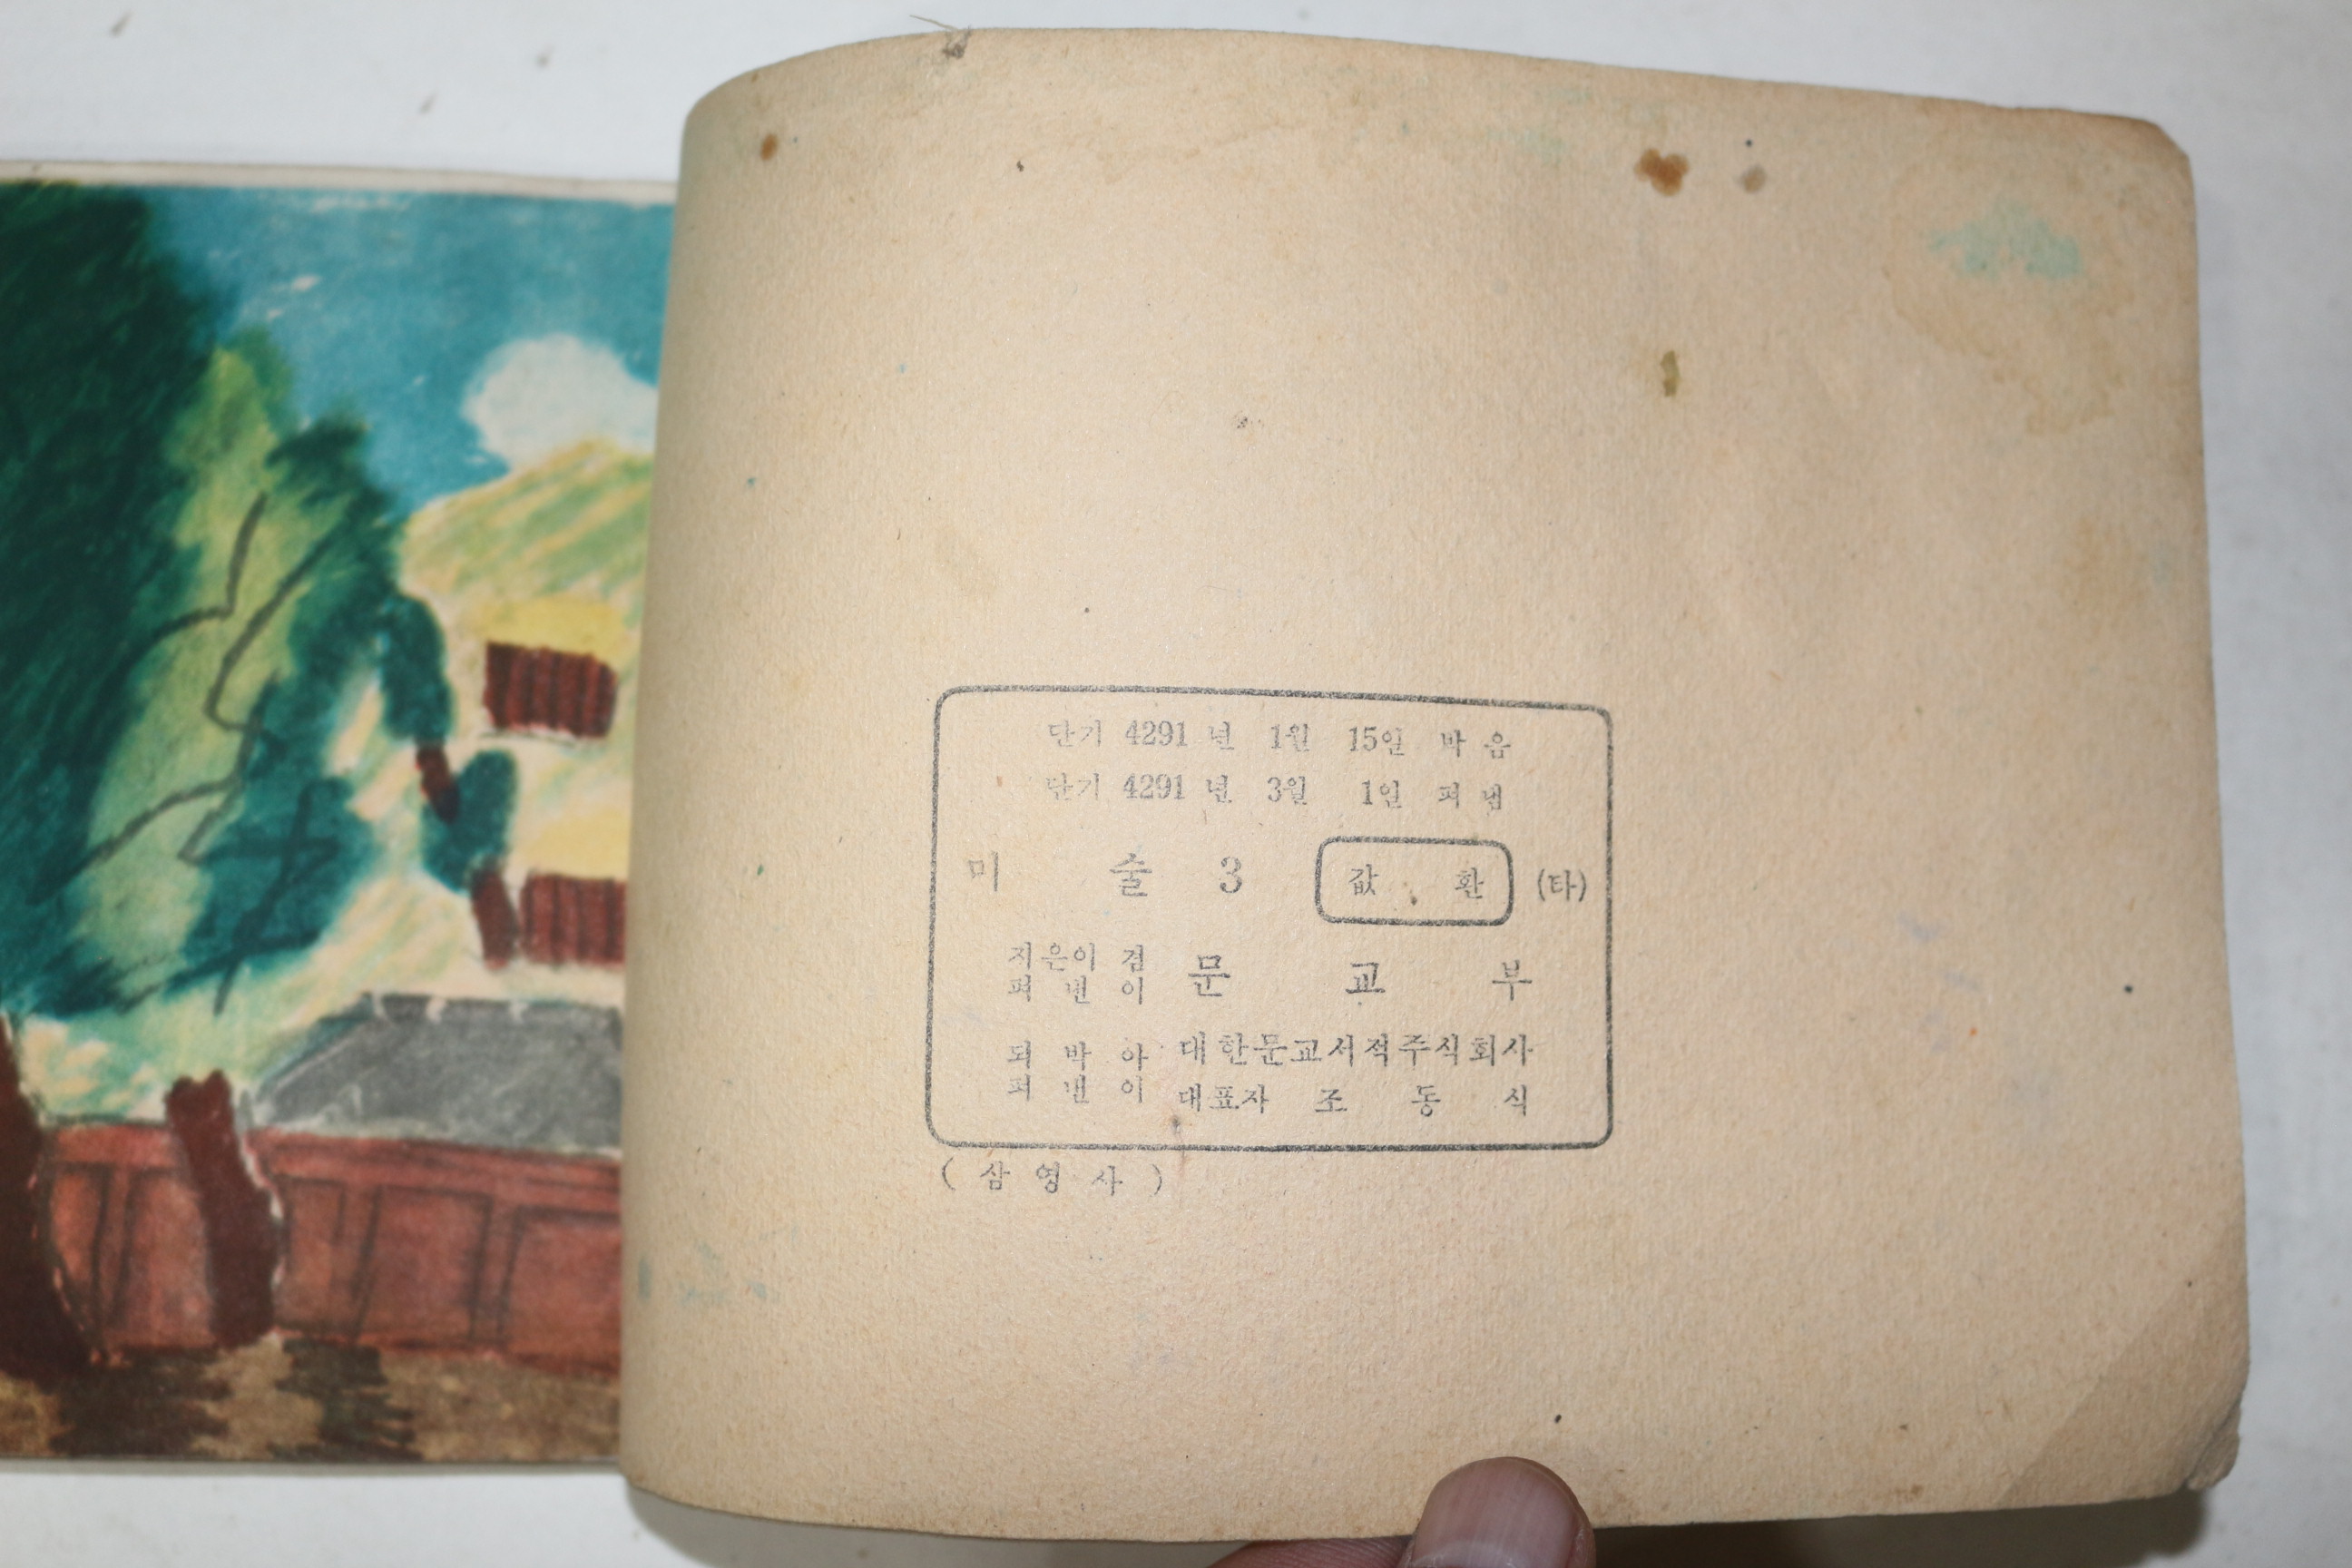 단기 4291 년 1월 15일 박 음
단기 4291 년 3월 1일 펴 냄
미 술 3 값 환 (타)
지은이 겸
펴 낸 이
문 교 부
되 박 아
펴 낸 이
대한문교서적주식회사
대표자 조 동 식
( 삼 영 사 )